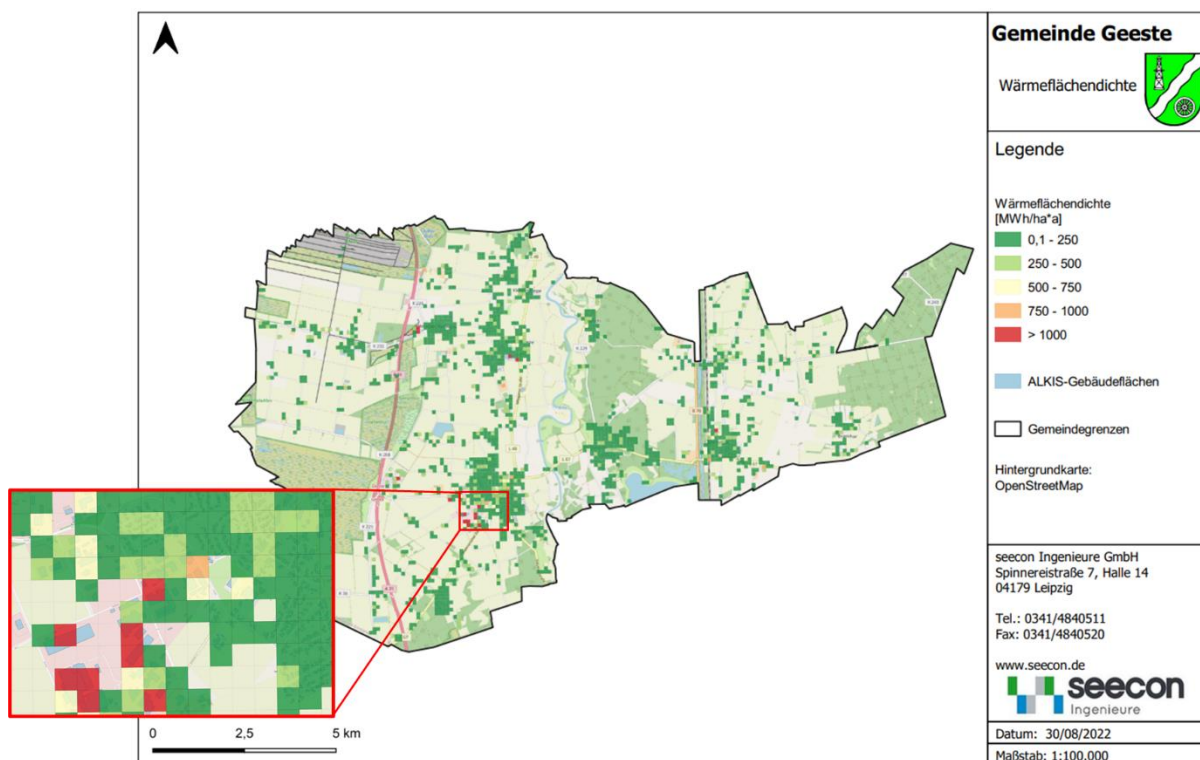 Gemeinde Geeste
Wärmeflächendichte
Legende
Wärmeflächendichte
[MWh/ha*a]
0,1 - 250
250 - 500
500 - 750
750 - 1000
> 1000
ALKIS-Gebäudeflächen
Gemeindegrenzen
Hintergrundkarte:
OpenStreetMap
seecon Ingenieure GmbH
Spinnereistraße 7, Halle 14
04179 Leipzig
Tel.: 0341/4840511
Fax: 0341/4840520
www.seecon.de
seecon
Ingenieure
Datum: 30/08/2022
Maßstab: 1:100.000
0 2,5 5 km